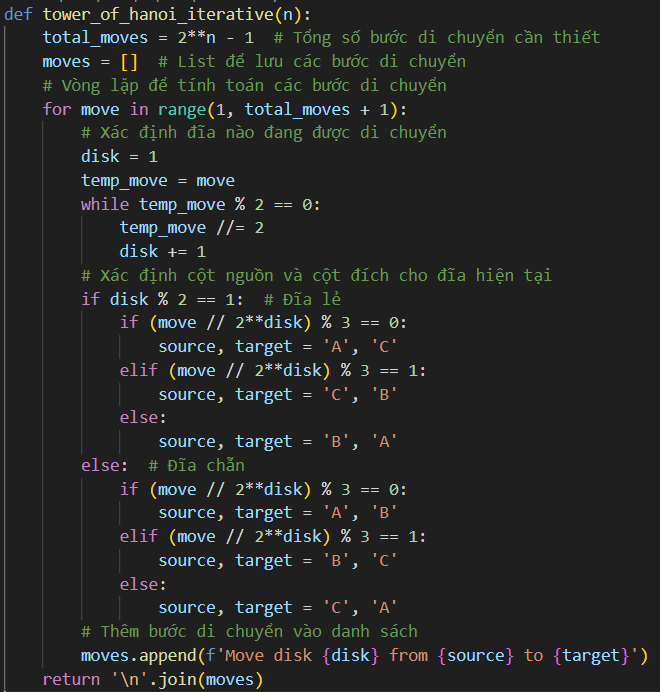 def tower_of_hanoi_iterative(n):
    total_moves = 2**n - 1  # Tổng số bước di chuyển cần thiết
    moves = []  # List để lưu các bước di chuyển
    # Vòng lặp để tính toán các bước di chuyển
    for move in range(1, total_moves + 1):
        # Xác định đĩa nào đang được di chuyển
        disk = 1
        temp_move = move
        while temp_move % 2 == 0:
            temp_move //= 2
            disk += 1
        # Xác định cột nguồn và cột đích cho đĩa hiện tại
        if disk % 2 == 1:  # Đĩa lẻ
            if (move // 2**disk) % 3 == 0:
                source, target = 'A', 'C'
            elif (move // 2**disk) % 3 == 1:
                source, target = 'C', 'B'
            else:
                source, target = 'B', 'A'
        else:  # Đĩa chẵn
            if (move // 2**disk) % 3 == 0:
                source, target = 'A', 'B'
            elif (move // 2**disk) % 3 == 1:
                source, target = 'B', 'C'
            else:
                source, target = 'C', 'A'
        # Thêm bước di chuyển vào danh sách
        moves.append(f'Move disk {disk} from {source} to {target}')
    return '\n'.join(moves)